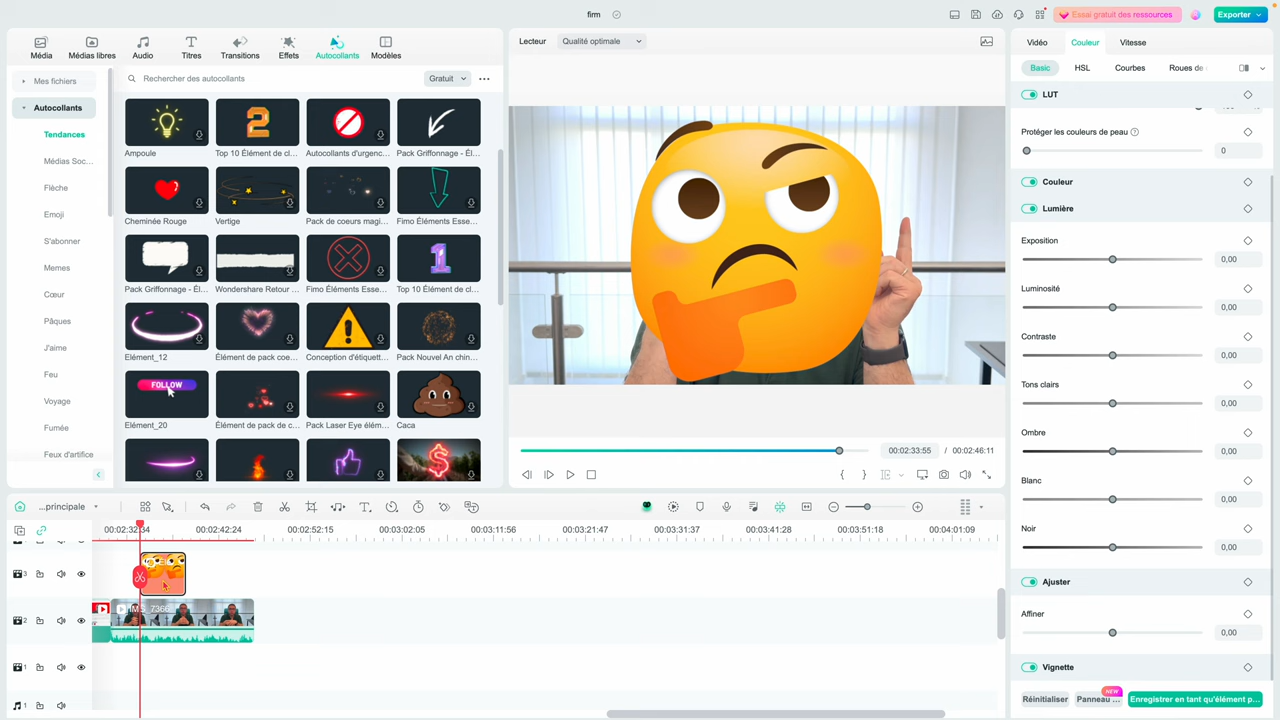 firm
Essai gratuit des ressources
Exporter
Média
Médias libres
Audio
Titres
Transitions
Effets
Autocollants
Modèles
Lecteur
Qualité optimale
Vidéo
Couleur
Vitesse
Mes fichiers
Rechercher des autocollants
Gratuit
Basic
HSL
Courbes
Roues de
LUT
Autocollants
Tendances
Médias Soc...
Flèche
Emoji
S'abonner
Memes
Cœur
Pâques
J'aime
Feu
Voyage
Fumée
Feux d'artifice
Ampoule
Top 10 Élément de cl...
Autocollants d'urgenc...
Pack Griffonnage - Él...
Cheminée Rouge
Vertige
Pack de coeurs magi...
Fimo Éléments Esse...
Pack Griffonnage - Él...
Wondershare Retour ...
Fimo Éléments Esse...
Top 10 Élément de cl...
Elément_12
Élément de pack coe...
Conception d'étiquett...
Pack Nouvel An chin...
FOLLOW
Elément_20
Élément de pack de c...
Pack Laser Eye élém...
Caca
Protéger les couleurs de peau
0
Couleur
Lumière
Exposition
0,00
Luminosité
0,00
Contraste
0,00
Tons clairs
0,00
Ombre
0,00
Blanc
0,00
Noir
0,00
Ajuster
Affiner
0,00
Vignette
Réinitialiser
Panneau ...
NEW
Enregistrer en tant qu'élément p...
00:02:33:55 / 00:02:46:11
...principale
00:02:42:24
00:02:52:15
00:03:02:05
00:03:11:56
00:03:21:47
00:03:31:37
00:03:41:28
00:03:51:18
00:04:01:09
3
2
IMG_7366
1
1